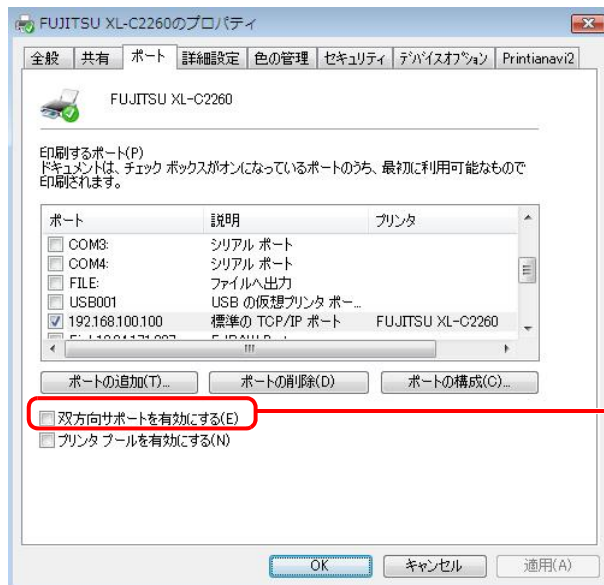 FUJITSU XL-C2260のプロパティ
全般 共有 ポート 詳細設定 色の管理 セキュリティ デバイスオプション Printianavi2
FUJITSU XL-C2260
印刷するポート(P)
ドキュメントは、チェック ボックスがオンになっているポートのうち、最初に利用可能なもので
印刷されます。
ポート 説明 プリンタ
COM3: シリアル ポート
COM4: シリアル ポート
FILE: ファイルへ出力
USB001 USB の仮想プリンタ ポー...
192.168.100.100 標準の TCP/IP ポート FUJITSU XL-C2260
ポートの追加(T)... ポートの削除(D) ポートの構成(C)...
双方向サポートを有効にする(E)
プリンタ プールを有効にする(N)
OK キャンセル 適用(A)